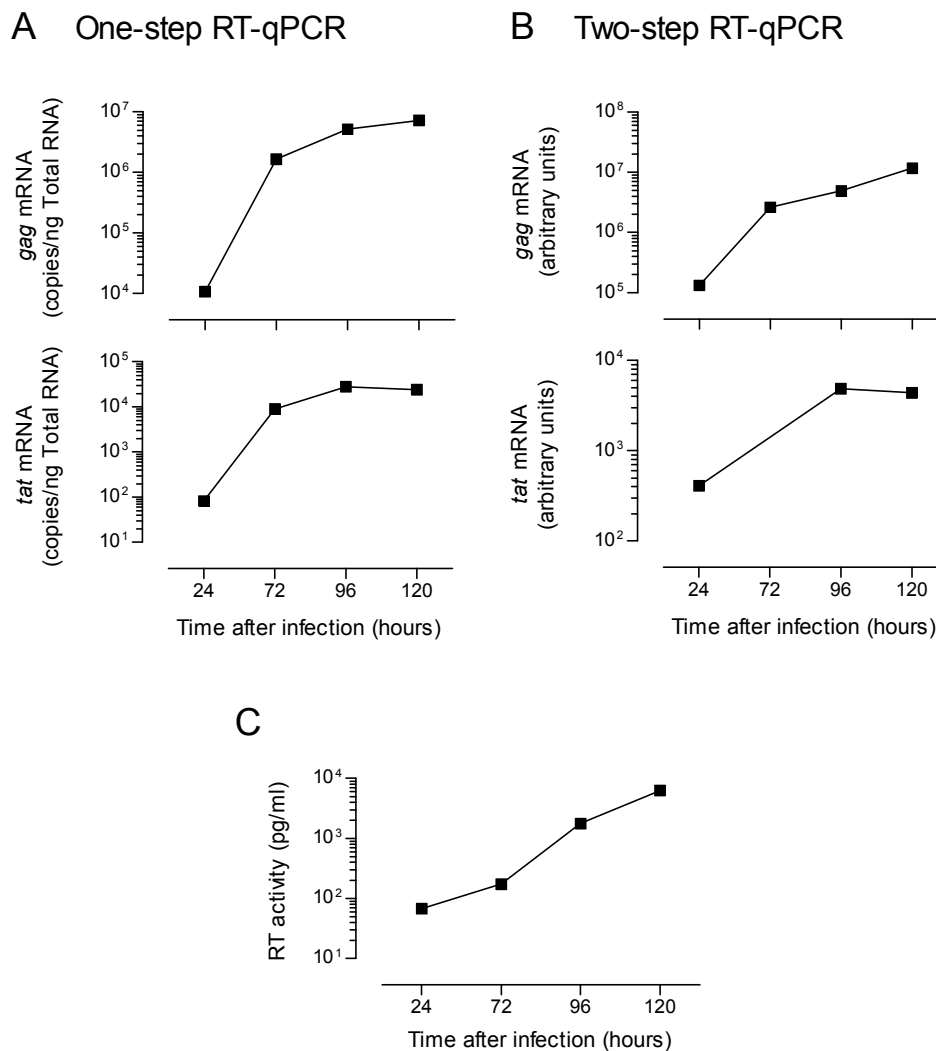 A One-step RT-qPCR
gag mRNA
(copies/ng Total RNA)
10⁷
10⁶
10⁵
10⁴
tat mRNA
(copies/ng Total RNA)
10⁵
10⁴
10³
10²
10¹
24 72 96 120
Time after infection (hours)
B Two-step RT-qPCR
gag mRNA
(arbitrary units)
10⁸
10⁷
10⁶
10⁵
tat mRNA
(arbitrary units)
10⁴
10³
10²
24 72 96 120
Time after infection (hours)
C
RT activity (pg/ml)
10⁴
10³
10²
10¹
24 72 96 120
Time after infection (hours)